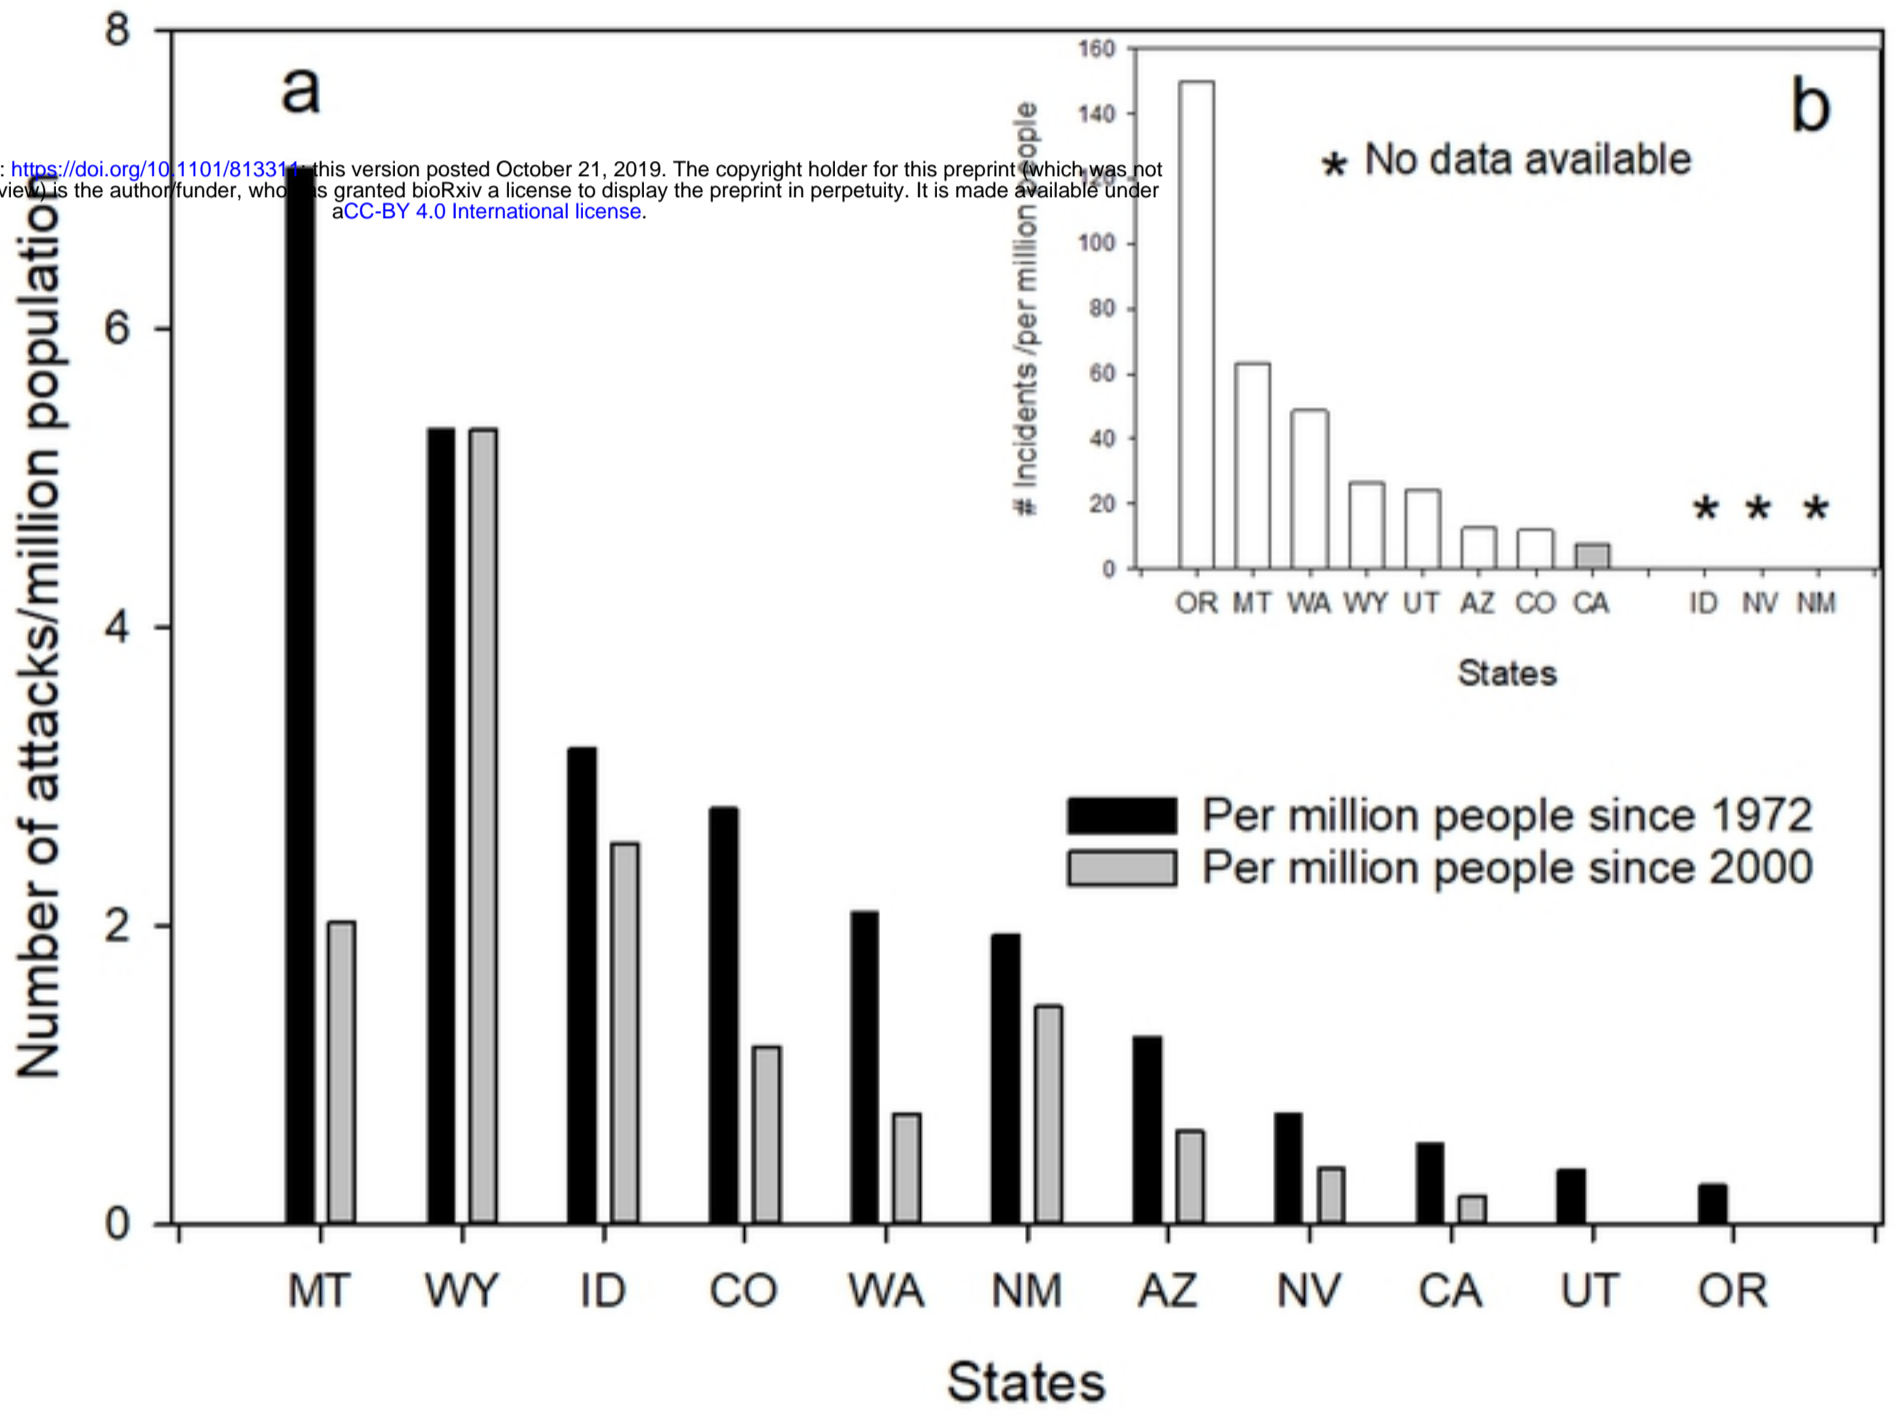 8
a
160
b
140
* No data available
: https://doi.org/10.1101/813311; this version posted October 21, 2019. The copyright holder for this preprint (which was not
view) is the author/funder, who has granted bioRxiv a license to display the preprint in perpetuity. It is made available under
aCC-BY 4.0 International license.
120
100
80
60
40
20
0
# Incidents /per million people
* * *
OR MT WA WY UT AZ CO CA ID NV NM
States
Number of attacks/million population
6
4
2
0
Per million people since 1972
Per million people since 2000
MT WY ID CO WA NM AZ NV CA UT OR
States